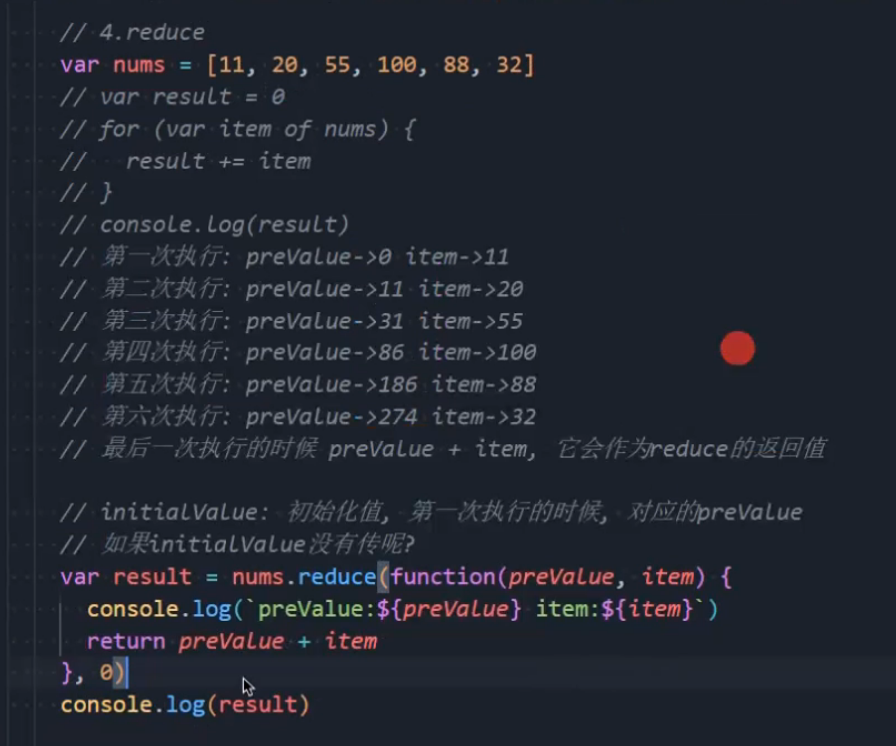 // 4.reduce
var nums = [11, 20, 55, 100, 88, 32]
// var result = 0
// for (var item of nums) {
//   result += item
// }
// console.log(result)
// 第一次执行: preValue->0 item->11
// 第二次执行: preValue->11 item->20
// 第三次执行: preValue->31 item->55
// 第四次执行: preValue->86 item->100
// 第五次执行: preValue->186 item->88
// 第六次执行: preValue->274 item->32
// 最后一次执行的时候 preValue + item, 它会作为reduce的返回值
// initialValue: 初始化值, 第一次执行的时候, 对应的preValue
// 如果initialValue没有传呢?
var result = nums.reduce(function(preValue, item) {
  console.log(`preValue:${preValue} item:${item}`)
  return preValue + item
}, 0)
console.log(result)